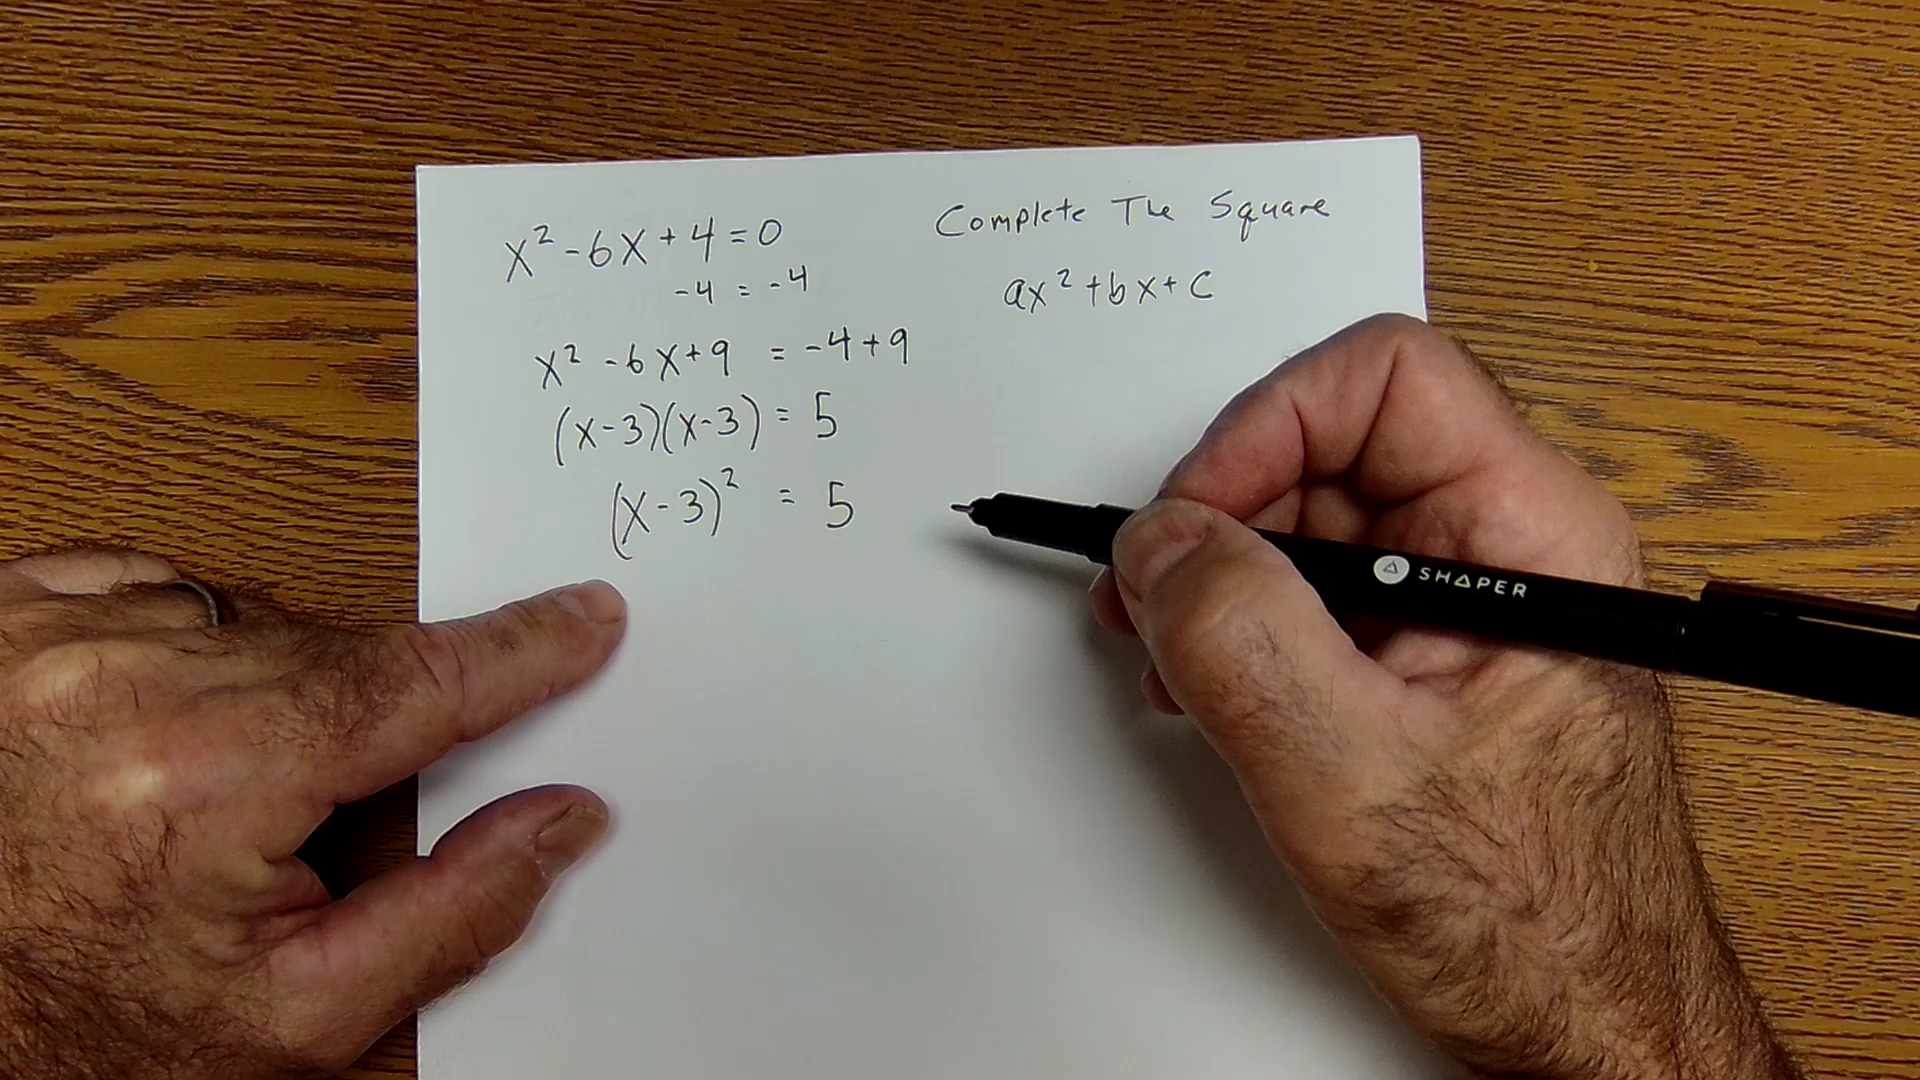 x² - 6x + 4 = 0
-4 = -4
x² - 6x + 9 = -4 + 9
(x-3)(x-3) = 5
(x-3)² = 5
Complete The Square
ax² + bx + c
SHAPER